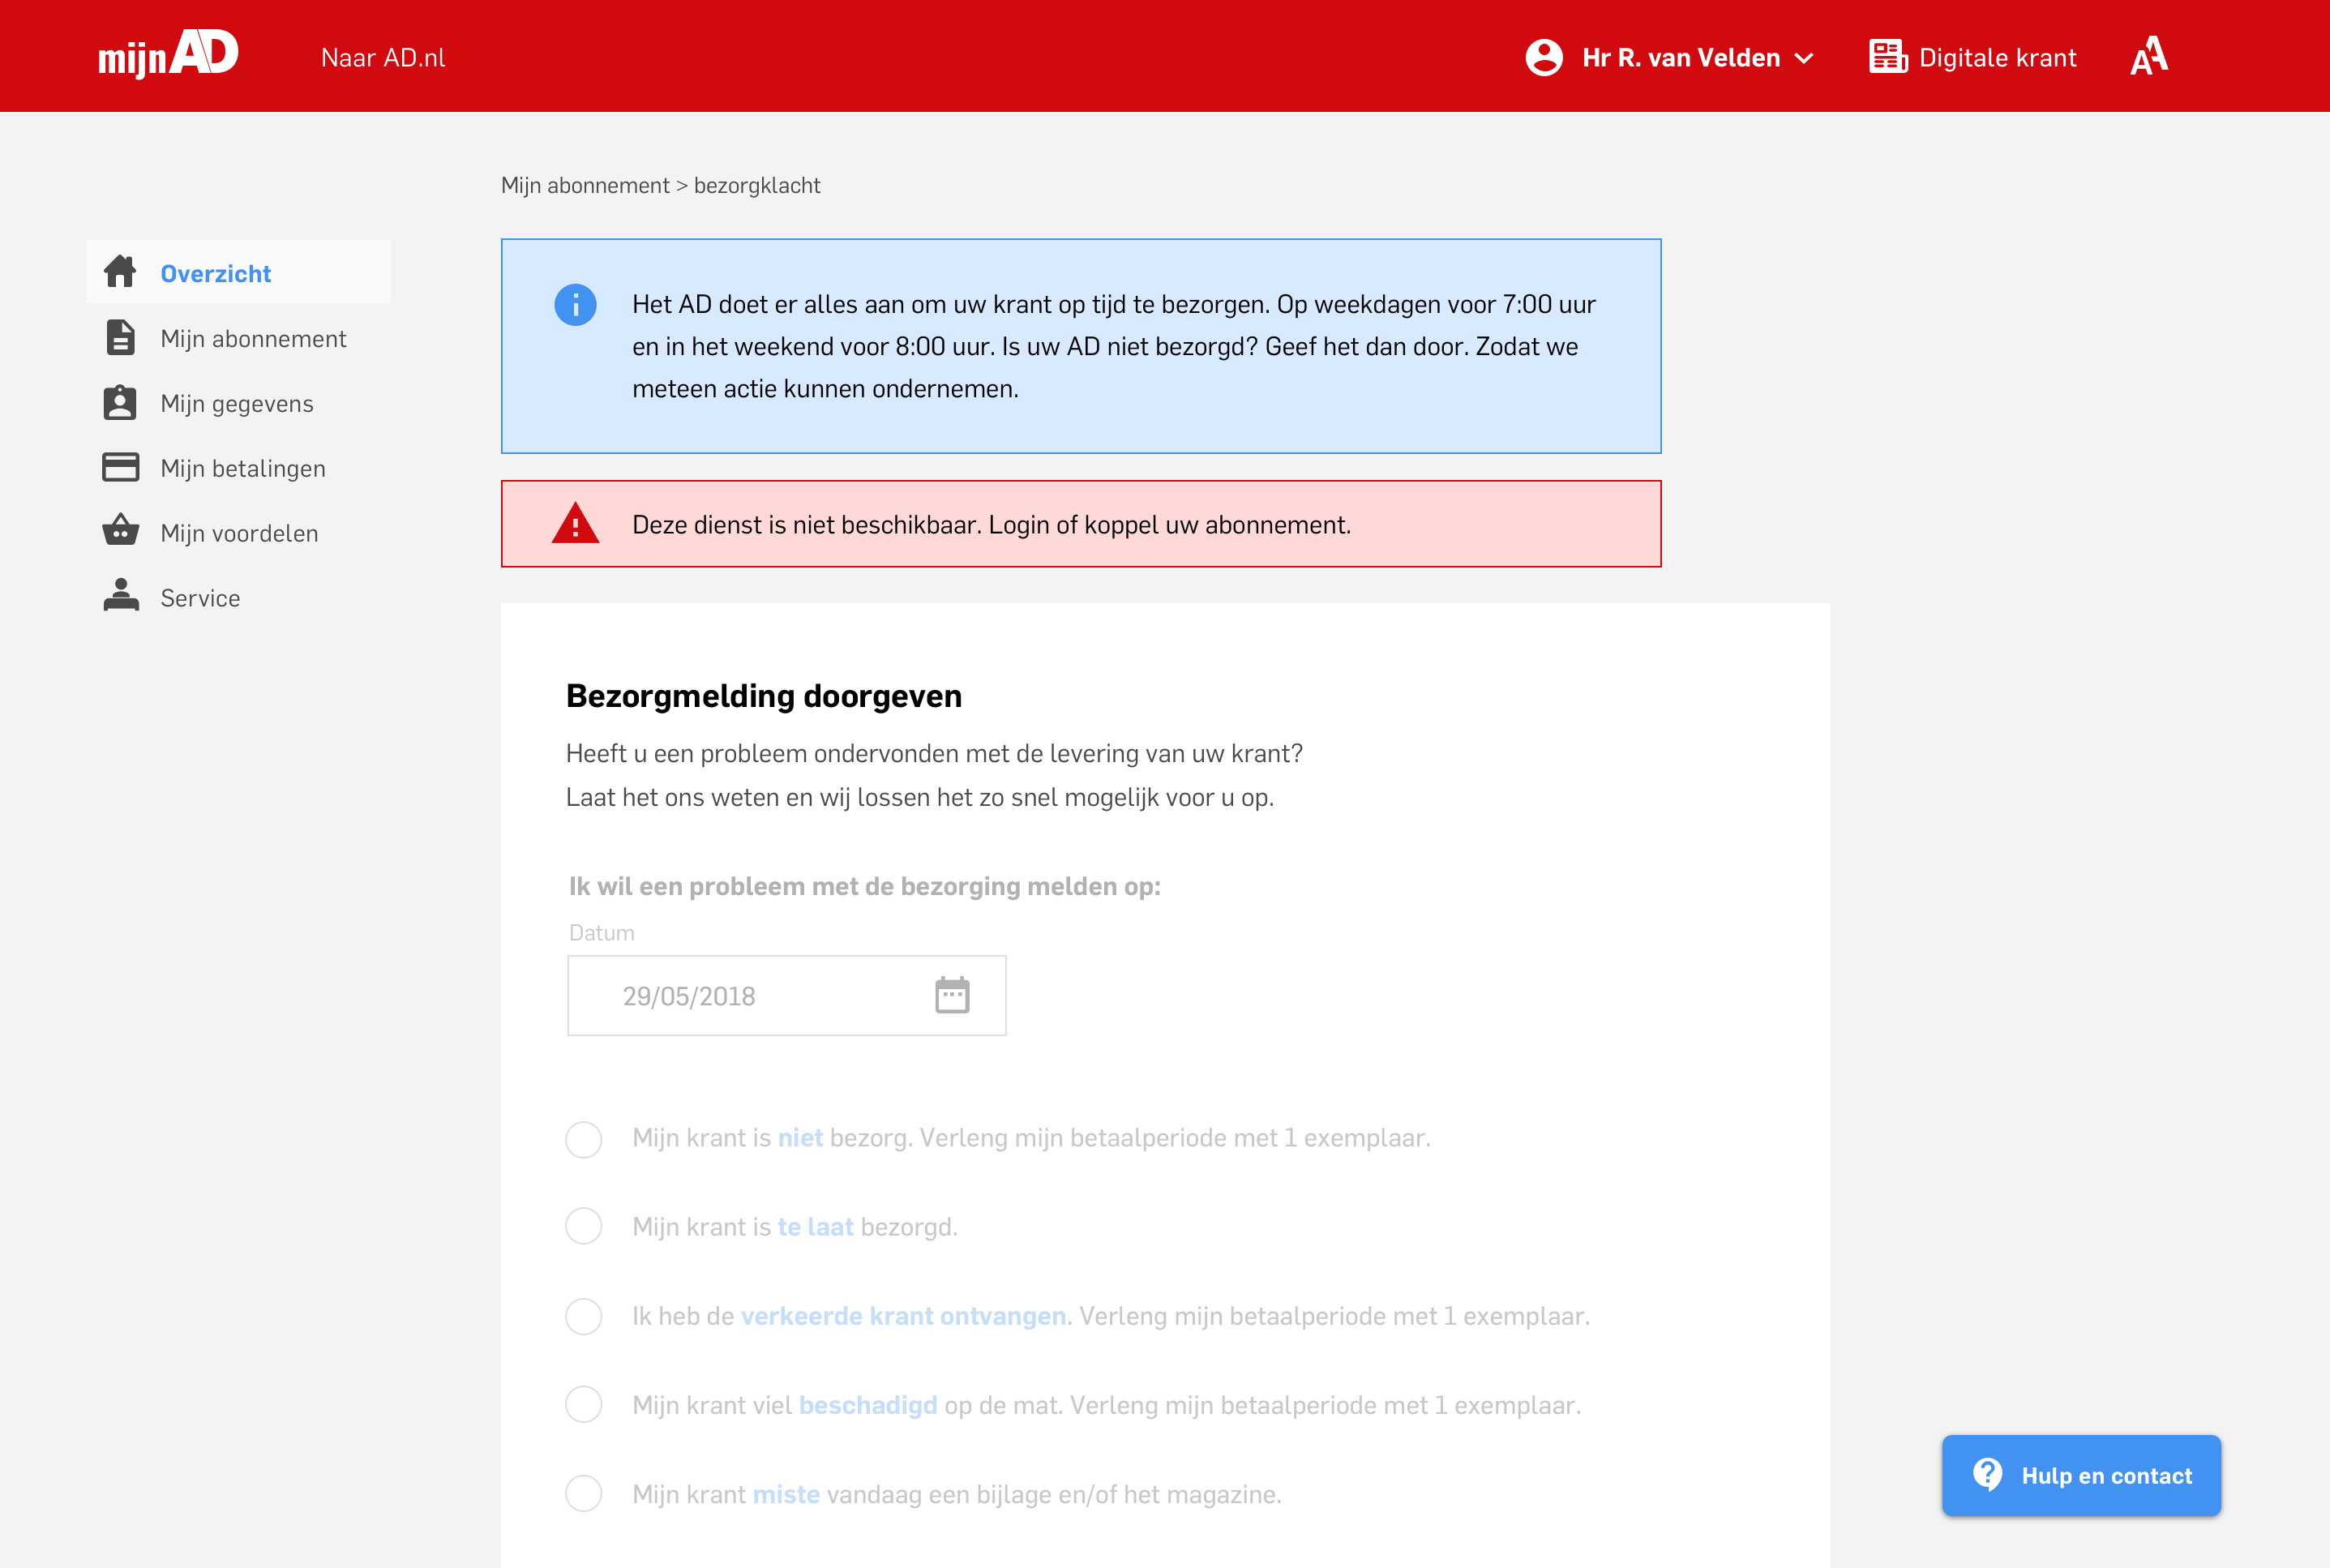 mijnAD
Naar AD.nl
Hr R. van Velden
Digitale krant
AA
Mijn abonnement > bezorgklacht
Overzicht
Mijn abonnement
Mijn gegevens
Mijn betalingen
Mijn voordelen
Service
Het AD doet er alles aan om uw krant op tijd te bezorgen. Op weekdagen voor 7:00 uur
en in het weekend voor 8:00 uur. Is uw AD niet bezorgd? Geef het dan door. Zodat we
meteen actie kunnen ondernemen.
Deze dienst is niet beschikbaar. Login of koppel uw abonnement.
Bezorgmelding doorgeven
Heeft u een probleem ondervonden met de levering van uw krant?
Laat het ons weten en wij lossen het zo snel mogelijk voor u op.
Ik wil een probleem met de bezorging melden op:
Datum
29/05/2018
Mijn krant is niet bezorg. Verleng mijn betaalperiode met 1 exemplaar.
Mijn krant is te laat bezorgd.
Ik heb de verkeerde krant ontvangen. Verleng mijn betaalperiode met 1 exemplaar.
Mijn krant viel beschadigd op de mat. Verleng mijn betaalperiode met 1 exemplaar.
Mijn krant miste vandaag een bijlage en/of het magazine.
Hulp en contact